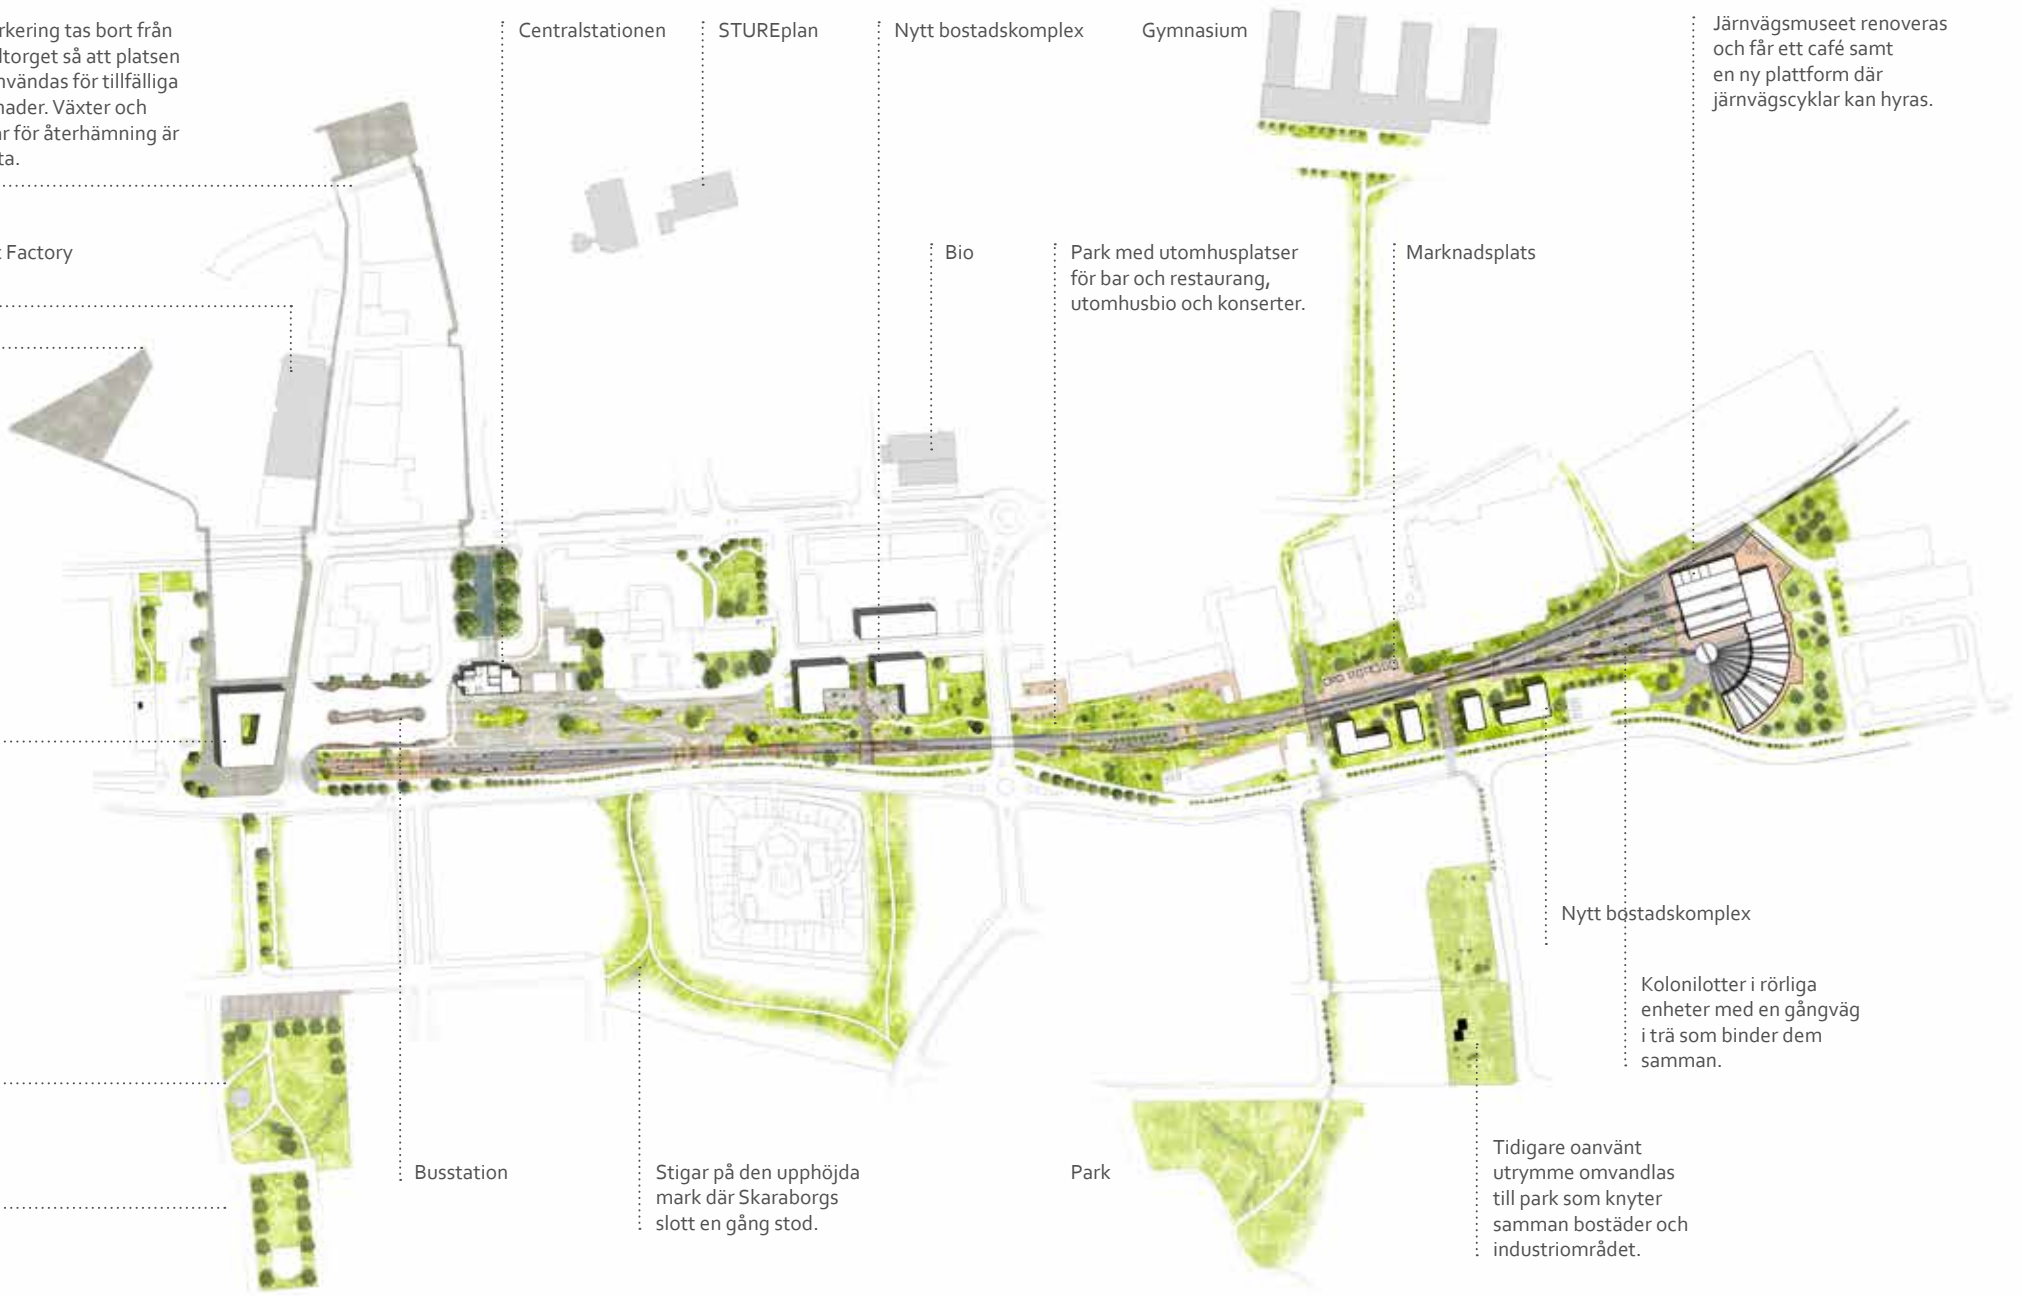 rkering tas bort från
ltorget så att platsen
nvändas för tillfälliga
nader. Växter och
ar för återhämning är
ta.
Centralstationen
STUREplan
Nytt bostadskomplex
Gymnasium
Järnvägsmuseet renoveras
och får ett café samt
en ny plattform där
järnvägscyklar kan hyras.
Factory
Bio
Park med utomhusplatser
för bar och restaurang,
utomhusbio och konserter.
Marknadsplats
Nytt bostadskomplex
Kolonilotter i rörliga
enheter med en gångväg
i trä som binder dem
samman.
Busstation
Stigar på den upphöjda
mark där Skaraborgs
slott en gång stod.
Park
Tidigare oanvänt
utrymme omvandlas
till park som knyter
samman bostäder och
industriområdet.